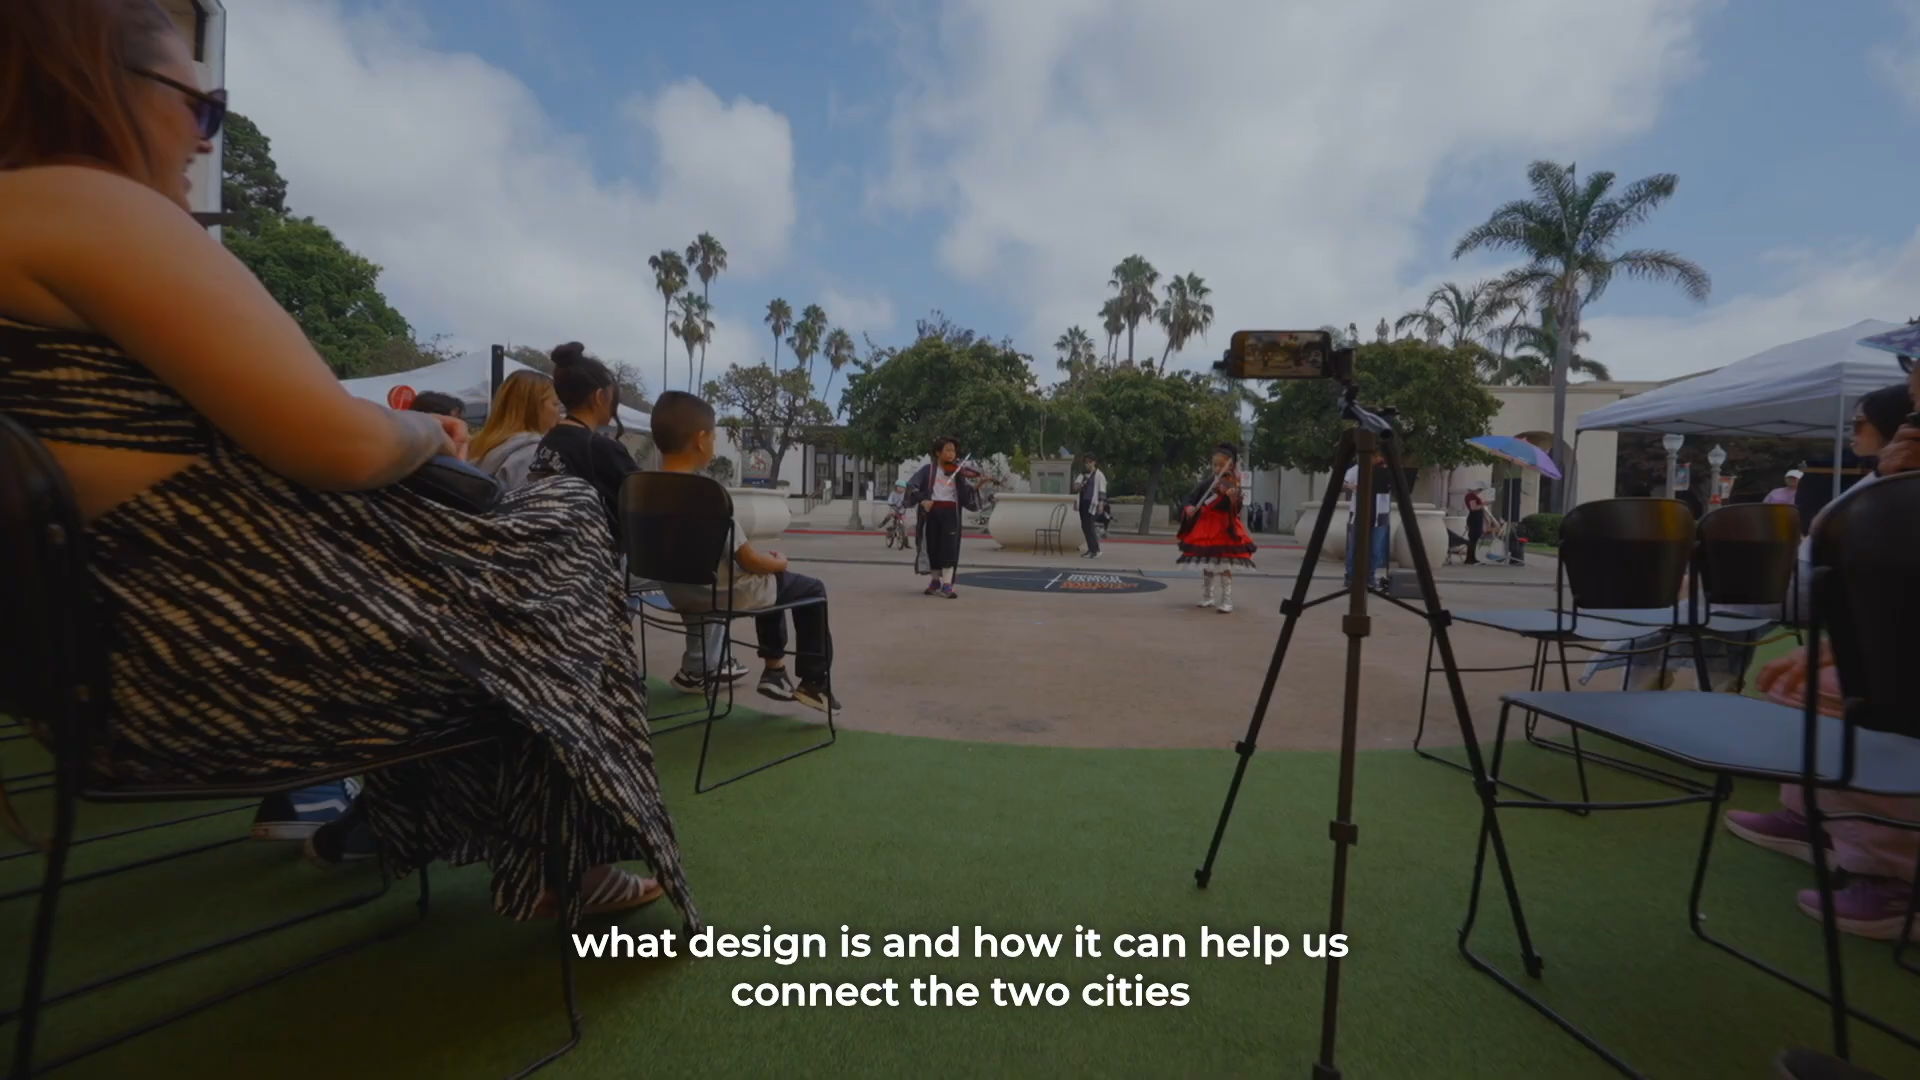 what design is and how it can help us
connect the two cities